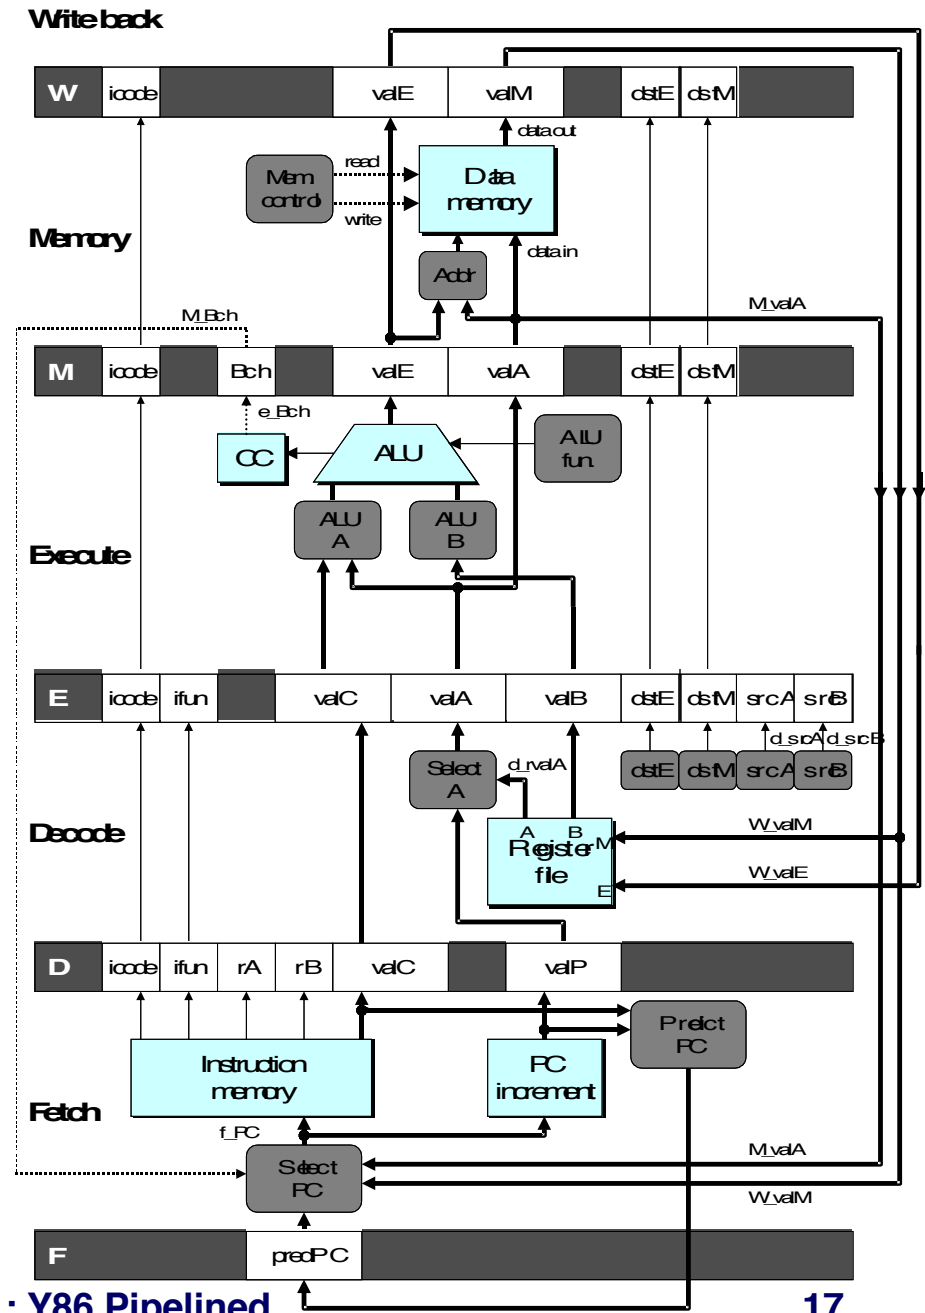 Write back
W icode valE valM dstE dstM
data out
read
Mem. control
Data memory
write
Memory
data in
Addr
M_Bch
M_valA
M icode Bch valE valA dstE dstM
e_Bch
CC
ALU
ALU fun.
ALU A
ALU B
Execute
E icode ifun valC valA valB dstE dstM srcA srcB
d_srcA d_srcB
Select A
d_rvalA
dstE dstM srcA srcB
Decode
A B
M
Register file
E
W_valM
W_valE
D icode ifun rA rB valC valP
Predict PC
Instruction memory
PC increment
Fetch
f_PC
M_valA
Select PC
W_valM
F predPC
: Y86 Pipelined
17